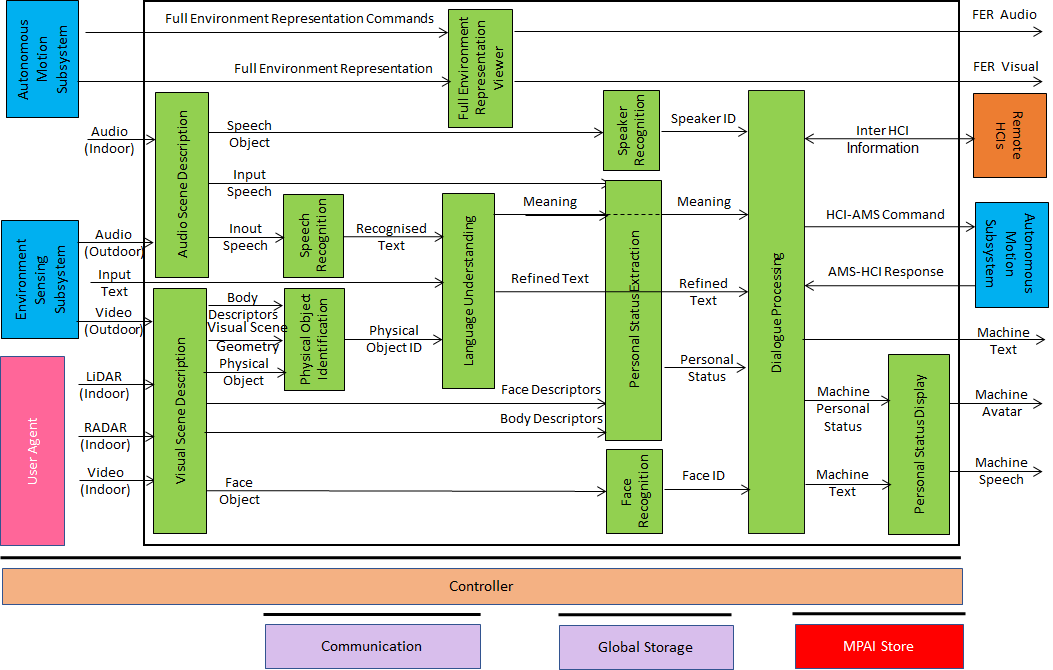 Full Environment Representation Commands
FER Audio
Autonomous
Motion
Subsystem
Full Environment Representation
Full Environment
Representation
Viewer
FER Visual
Audio
(Indoor)
Audio Scene Description
Speech
Object
Speaker
Recognition
Speaker ID
Inter HCI
Information
Remote
HCIs
Input
Speech
Meaning
Meaning
HCI-AMS Command
Autonomous
Motion
Subsystem
Environment
Sensing
Subsystem
Audio
(Outdoor)
Inout
Speech
Speech
Recognition
Recognised
Text
Language Understanding
Personal Status Extraction
Dialogue Processing
AMS-HCI Response
Input
Text
Refined Text
Refined
Text
Video
(Outdoor)
Body
Descriptors
Visual Scene
Geometry
Physical
Object
Physical Object
Identification
Physical
Object ID
Machine
Text
Visual Scene Description
Personal
Status
User Agent
LiDAR
(Indoor)
Face Descriptors
Machine
Personal
Status
Personal Status Display
Machine
Avatar
RADAR
(Indoor)
Body Descriptors
Video
(Indoor)
Face
Object
Face
Recognition
Face ID
Machine
Text
Machine
Speech
Controller
Communication
Global Storage
MPAI Store